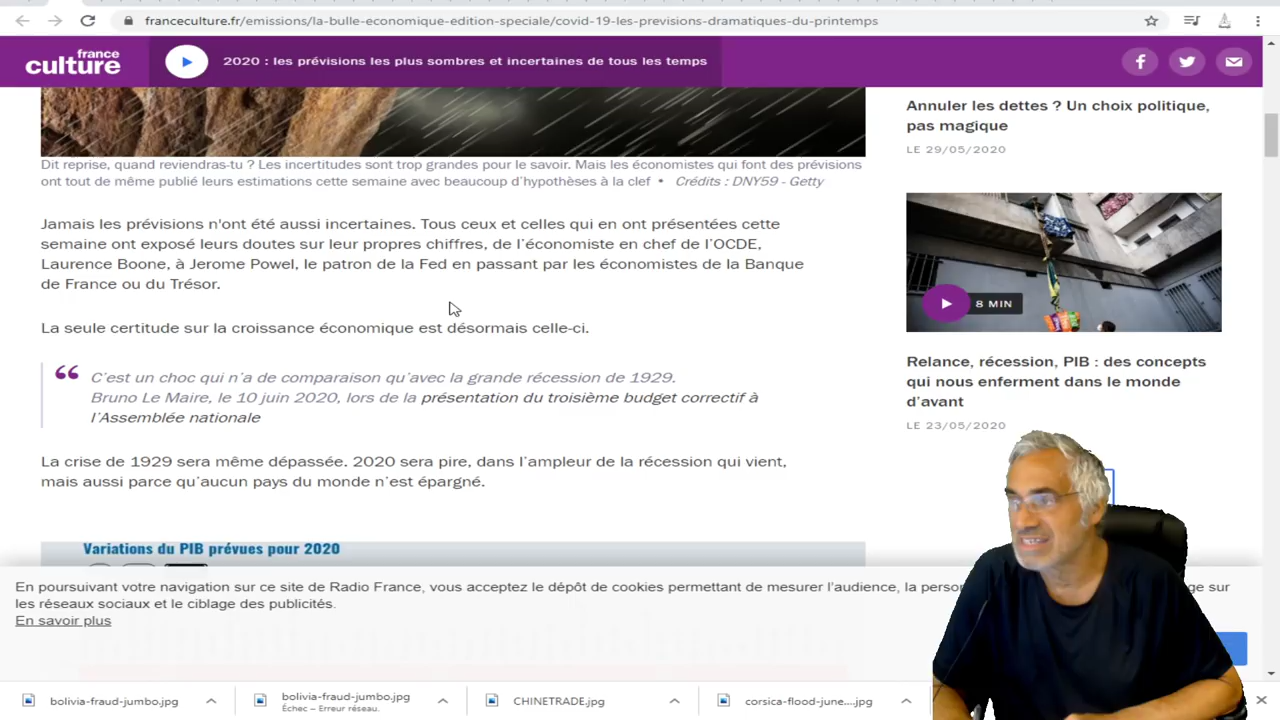 franceculture.fr/emissions/la-bulle-economique-edition-speciale/covid-19-les-previsions-dramatiques-du-printemps
france
culture
2020 : les prévisions les plus sombres et incertaines de tous les temps
Dit reprise, quand reviendras-tu ? Les incertitudes sont trop grandes pour le savoir. Mais les économistes qui font des prévisions
ont tout de même publié leurs estimations cette semaine avec beaucoup d'hypothèses à la clef • Crédits : DNY59 - Getty
Jamais les prévisions n'ont été aussi incertaines. Tous ceux et celles qui en ont présentées cette
semaine ont exposé leurs doutes sur leur propres chiffres, de l'économiste en chef de l'OCDE,
Laurence Boone, à Jerome Powel, le patron de la Fed en passant par les économistes de la Banque
de France ou du Trésor.
La seule certitude sur la croissance économique est désormais celle-ci.
“ C'est un choc qui n'a de comparaison qu'avec la grande récession de 1929.
Bruno Le Maire, le 10 juin 2020, lors de la présentation du troisième budget correctif à
l'Assemblée nationale
La crise de 1929 sera même dépassée. 2020 sera pire, dans l'ampleur de la récession qui vient,
mais aussi parce qu'aucun pays du monde n'est épargné.
Variations du PIB prévues pour 2020
Annuler les dettes ? Un choix politique,
pas magique
LE 29/05/2020
8 MIN
Relance, récession, PIB : des concepts
qui nous enferment dans le monde
d'avant
LE 23/05/2020
En poursuivant votre navigation sur ce site de Radio France, vous acceptez le dépôt de cookies permettant de mesurer l'audience, la ge sur
les réseaux sociaux et le ciblage des publicités.
En savoir plus
bolivia-fraud-jumbo.jpg
bolivia-fraud-jumbo.jpg
Échec – Erreur réseau.
CHINETRADE.jpg
corsica-flood-june....jpg